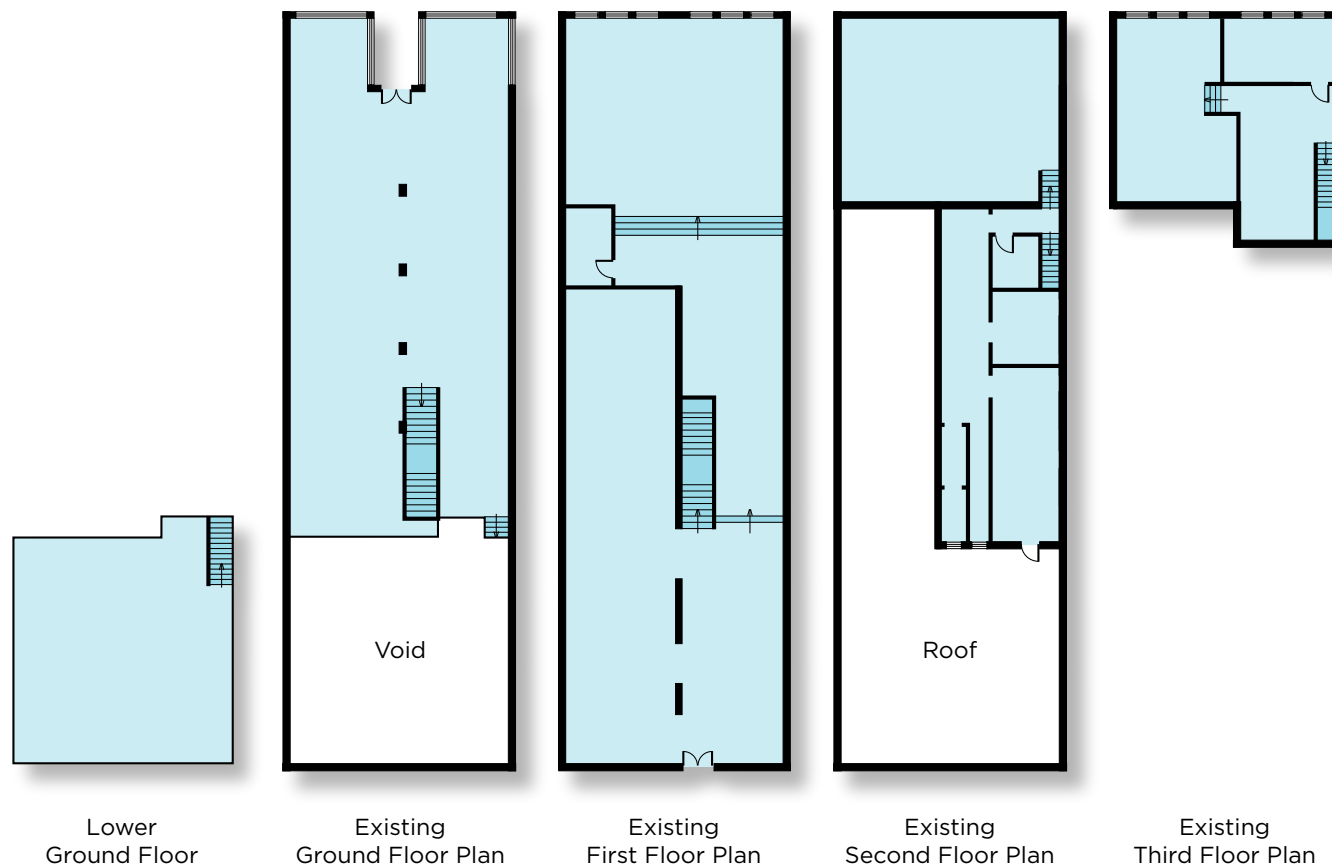 Void
Roof
Lower
Ground Floor
Existing
Ground Floor Plan
Existing
First Floor Plan
Existing
Second Floor Plan
Existing
Third Floor Plan